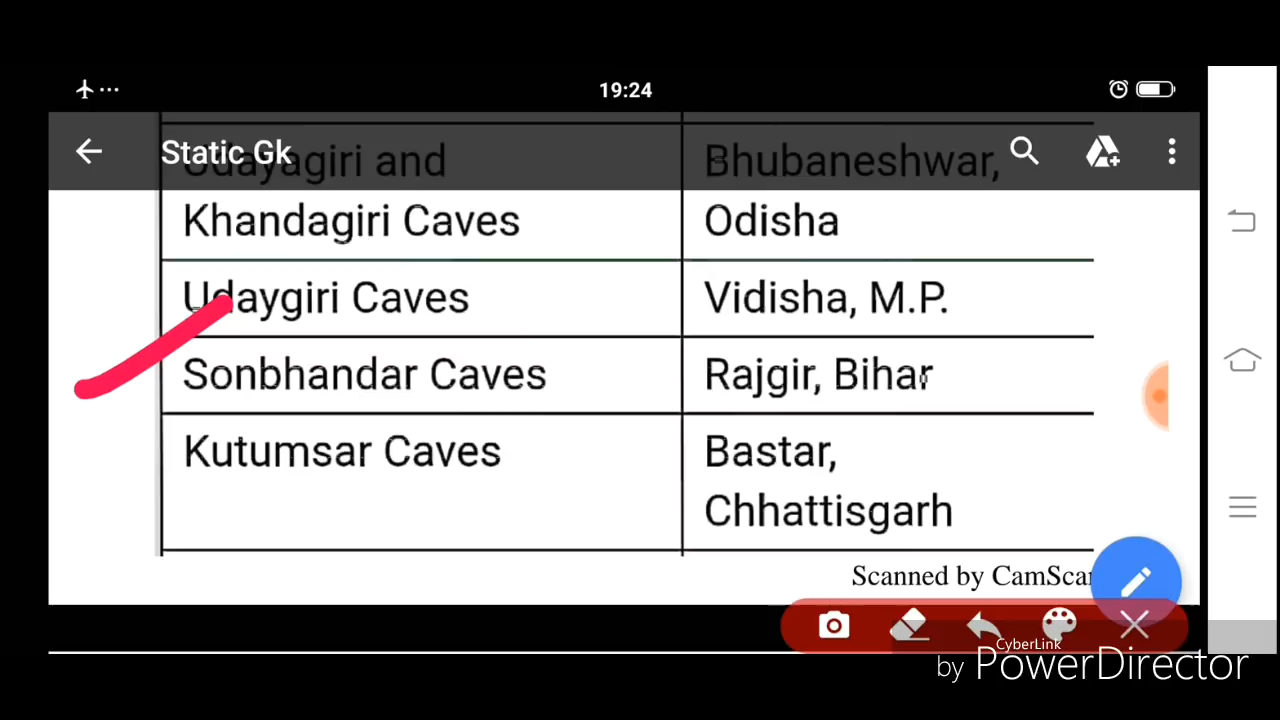 19:24
Static Gk
Udayagiri and Bhubaneshwar,
Khandagiri Caves Odisha
Udaygiri Caves Vidisha, M.P.
Sonbhandar Caves Rajgir, Bihar
Kutumsar Caves Bastar,
Chhattisgarh
Scanned by CamScan
CyberLink
by PowerDirector